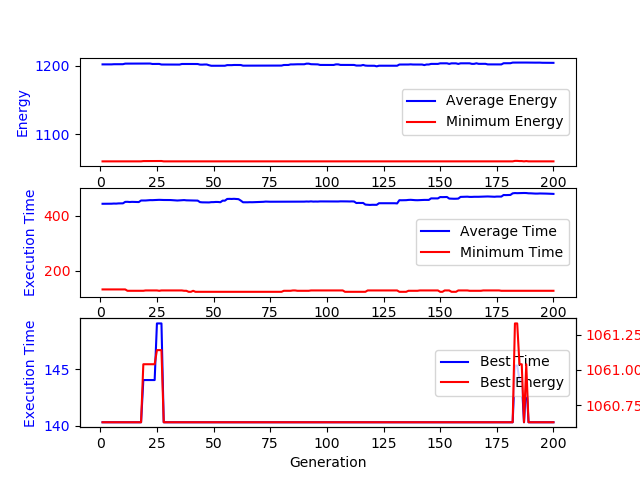 1200
1100
Energy
Average Energy
Minimum Energy
0 25 50 75 100 125 150 175 200
400
200
Execution Time
Average Time
Minimum Time
0 25 50 75 100 125 150 175 200
145
140
Execution Time
Best Time
Best Energy
1061.25
1061.00
1060.75
0 25 50 75 100 125 150 175 200
Generation